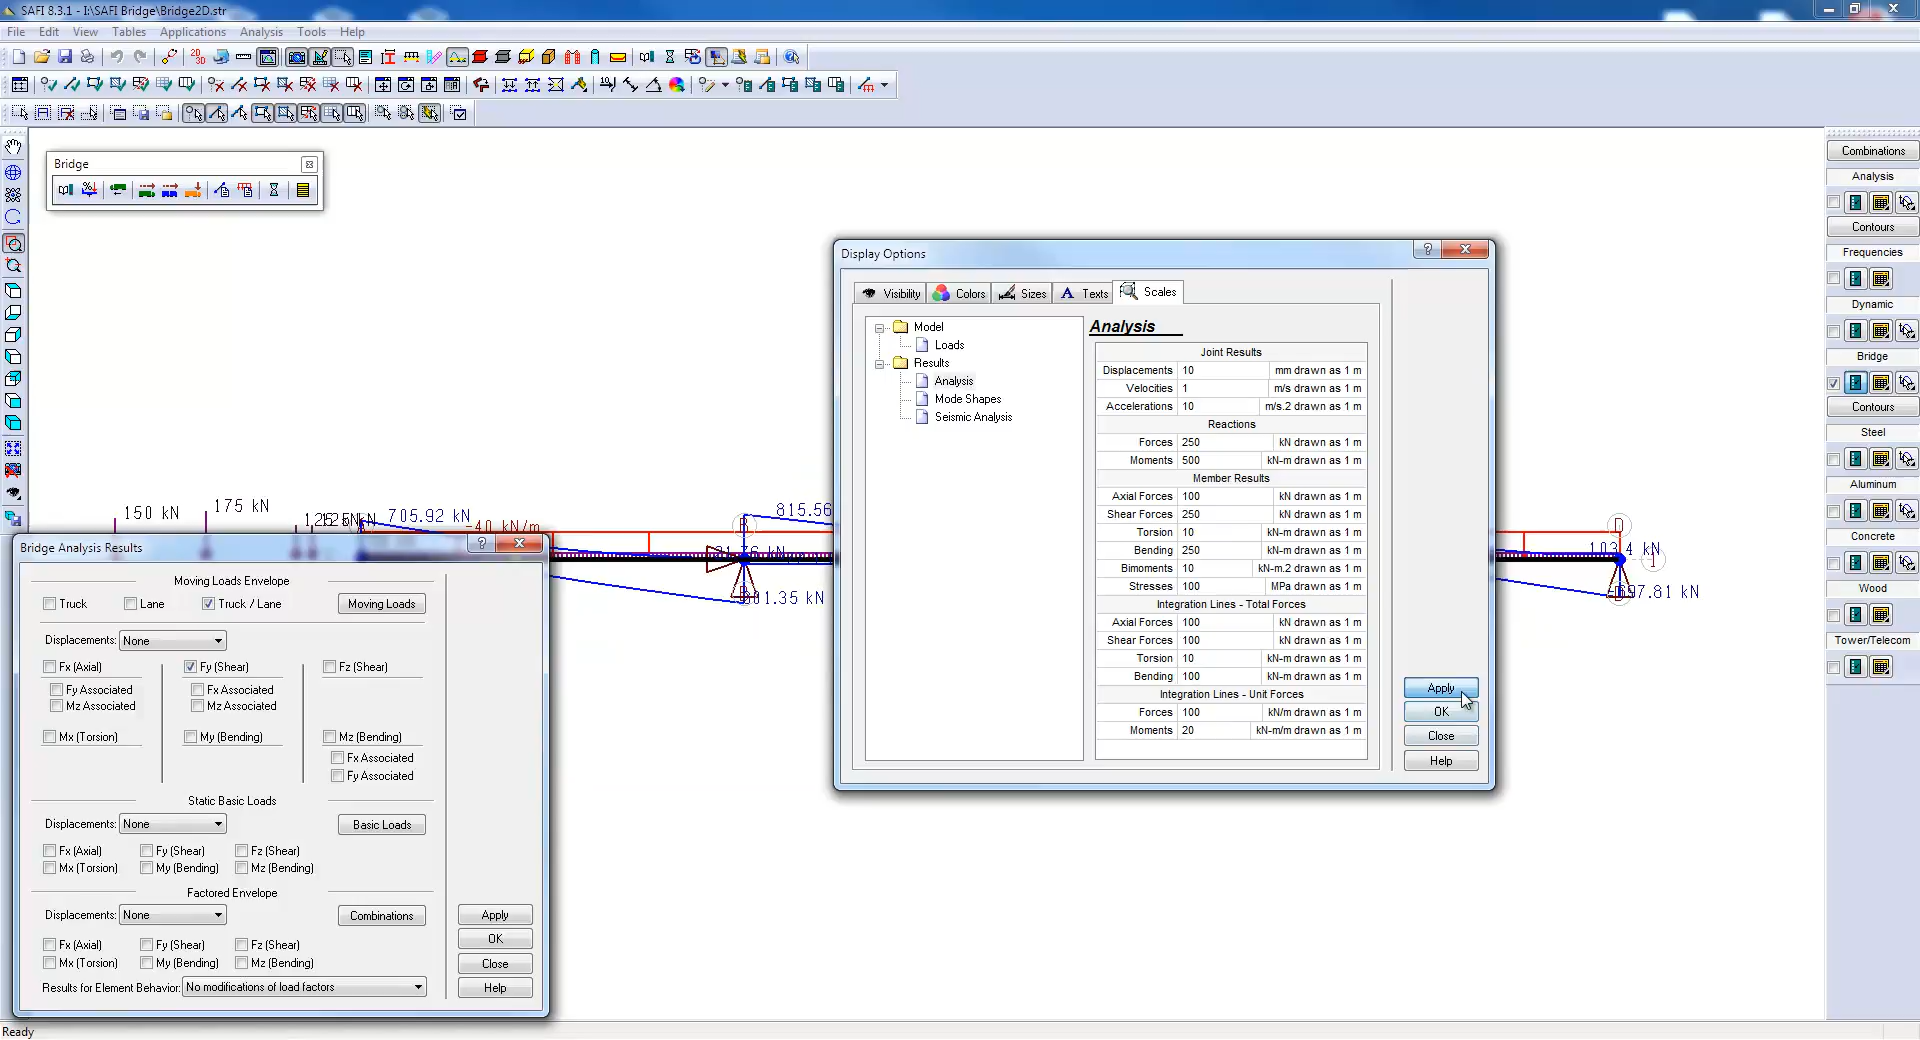 SAFI 8.3.1 - I:\SAFI Bridge\Bridge2D.str
File Edit View Tables Applications Analysis Tools Help
Bridge
150 kN
175 kN
705.92 kN
-40 kN/m
815.56
B
D
103.4 kN
1
697.81 kN
Bridge Analysis Results
Moving Loads Envelope
Truck Lane Truck / Lane Moving Loads
Displacements: None
Fx (Axial) Fy (Shear) Fz (Shear)
Fy Associated Fx Associated
Mz Associated Mz Associated
Mx (Torsion) My (Bending) Mz (Bending)
Fx Associated
Fy Associated
Static Basic Loads
Displacements: None Basic Loads
Fx (Axial) Fy (Shear) Fz (Shear)
Mx (Torsion) My (Bending) Mz (Bending)
Factored Envelope
Displacements: None Combinations
Fx (Axial) Fy (Shear) Fz (Shear)
Mx (Torsion) My (Bending) Mz (Bending)
Results for Element Behavior: No modifications of load factors
Apply
OK
Close
Help
Display Options
Visibility Colors Sizes Texts Scales
Model
Loads
Results
Analysis
Mode Shapes
Seismic Analysis
Analysis
Joint Results
Displacements 10 mm drawn as 1 m
Velocities 1 m/s drawn as 1 m
Accelerations 10 m/s.2 drawn as 1 m
Reactions
Forces 250 kN drawn as 1 m
Moments 500 kN-m drawn as 1 m
Member Results
Axial Forces 100 kN drawn as 1 m
Shear Forces 250 kN drawn as 1 m
Torsion 10 kN-m drawn as 1 m
Bending 250 kN-m drawn as 1 m
Bimoments 10 kN-m.2 drawn as 1 m
Stresses 100 MPa drawn as 1 m
Integration Lines - Total Forces
Axial Forces 100 kN drawn as 1 m
Shear Forces 100 kN drawn as 1 m
Torsion 10 kN-m drawn as 1 m
Bending 100 kN-m drawn as 1 m
Integration Lines - Unit Forces
Forces 100 kN/m drawn as 1 m
Moments 20 kN-m/m drawn as 1 m
Apply
OK
Close
Help
Combinations
Analysis
Contours
Frequencies
Dynamic
Bridge
Contours
Steel
Aluminum
Concrete
Wood
Tower/Telecom
Ready